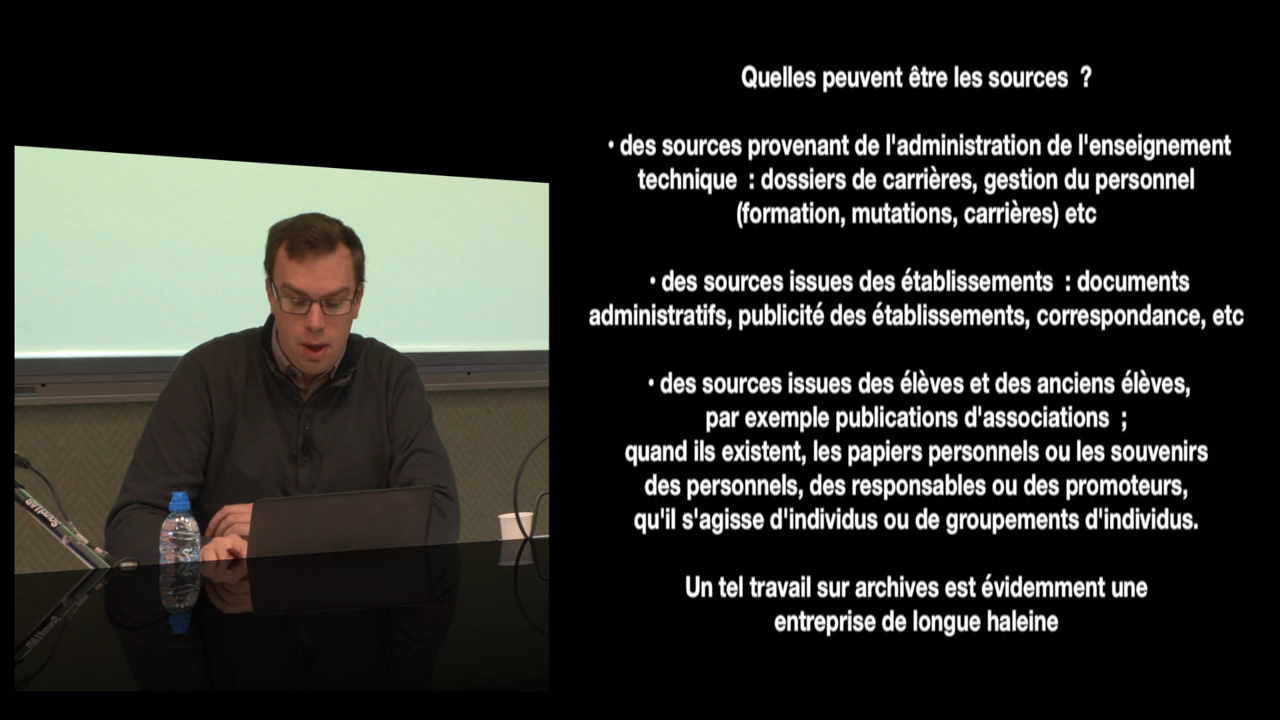 Quelles peuvent être les sources  ?
• des sources provenant de l'administration de l'enseignement
technique  : dossiers de carrières, gestion du personnel
(formation, mutations, carrières) etc
• des sources issues des établissements  : documents
administratifs, publicité des établissements, correspondance, etc
• des sources issues des élèves et des anciens élèves,
par exemple publications d'associations  ;
quand ils existent, les papiers personnels ou les souvenirs
des personnels, des responsables ou des promoteurs,
qu'il s'agisse d'individus ou de groupements d'individus.
Un tel travail sur archives est évidemment une
entreprise de longue haleine